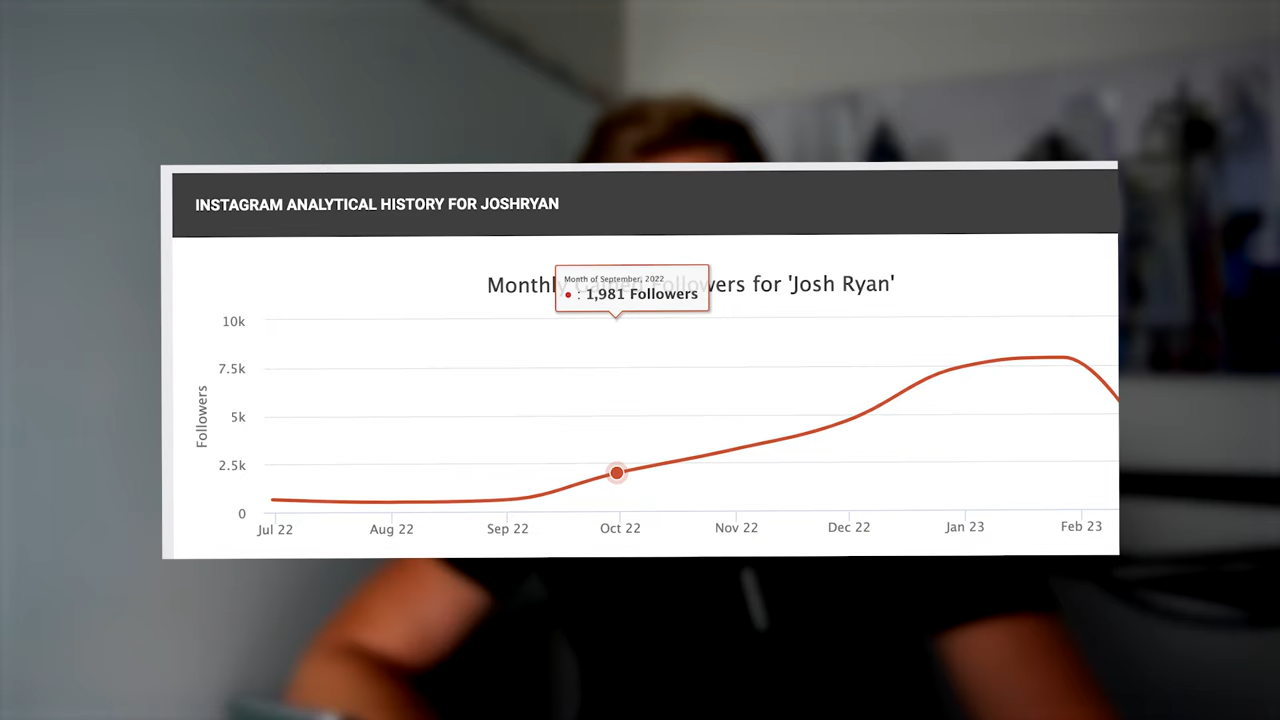 INSTAGRAM ANALYTICAL HISTORY FOR JOSHRYAN
Monthly Gained Followers for 'Josh Ryan'
Month of September, 2022
● : 1,981 Followers
10k
7.5k
5k
2.5k
0
Followers
Jul 22
Aug 22
Sep 22
Oct 22
Nov 22
Dec 22
Jan 23
Feb 23